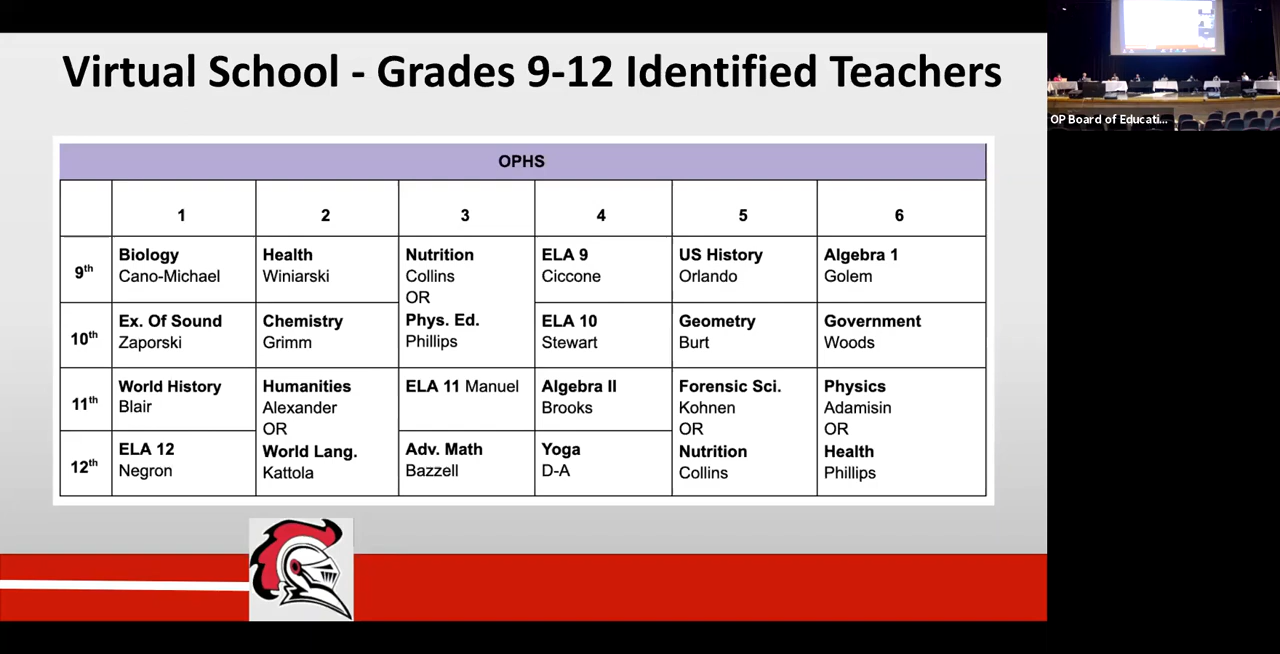 Virtual School - Grades 9-12 Identified Teachers
OP Board of Educati...
OPHS
1 2 3 4 5 6
9th
Biology
Cano-Michael
Health
Winiarski
Nutrition
Collins
OR
Phys. Ed.
Phillips
ELA 9
Ciccone
US History
Orlando
Algebra 1
Golem
10th
Ex. Of Sound
Zaporski
Chemistry
Grimm
ELA 10
Stewart
Geometry
Burt
Government
Woods
11th
World History
Blair
Humanities
Alexander
OR
World Lang.
Kattola
ELA 11 Manuel
Algebra II
Brooks
Forensic Sci.
Kohnen
OR
Nutrition
Collins
Physics
Adamisin
OR
Health
Phillips
12th
ELA 12
Negron
Adv. Math
Bazzell
Yoga
D-A